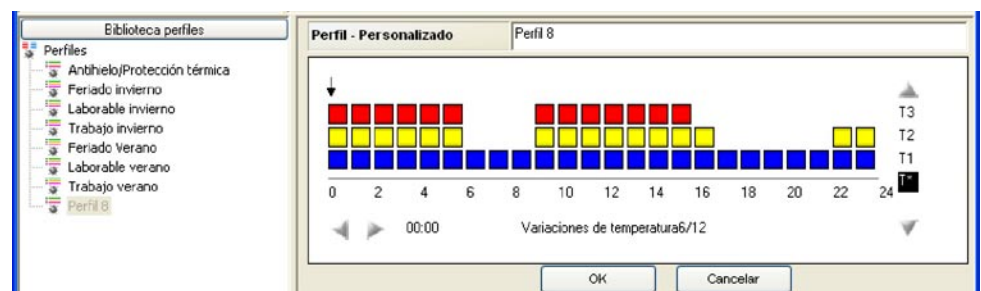 Biblioteca perfiles
Perfiles
Antihielo/Protección térmica
Feriado invierno
Laborable invierno
Trabajo invierno
Feriado Verano
Laborable verano
Trabajo verano
Perfil 8
Perfil - Personalizado
Perfil 8
T3
T2
T1
T*
0 2 4 6 8 10 12 14 16 18 20 22 24
00:00
Variaciones de temperatura6/12
OK
Cancelar